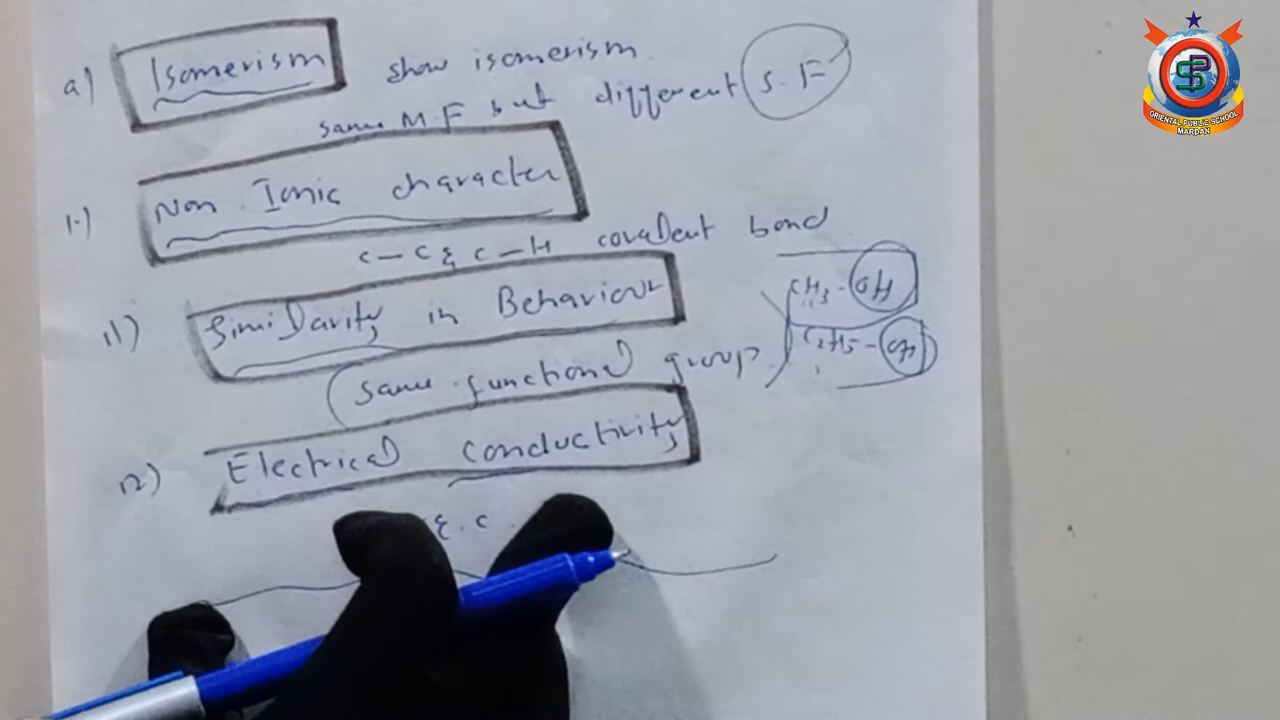 a) Isomerism show isomerism
same M.F but different S.F
10) Non Ionic character
C-C & C-H covalent bond
11) Similarity in Behaviour
CH3-OH
same functional group. C2H5-OH
12) Electrical conductivity
E.C.
ORIENTAL PUBLIC SCHOOL
MARDAN